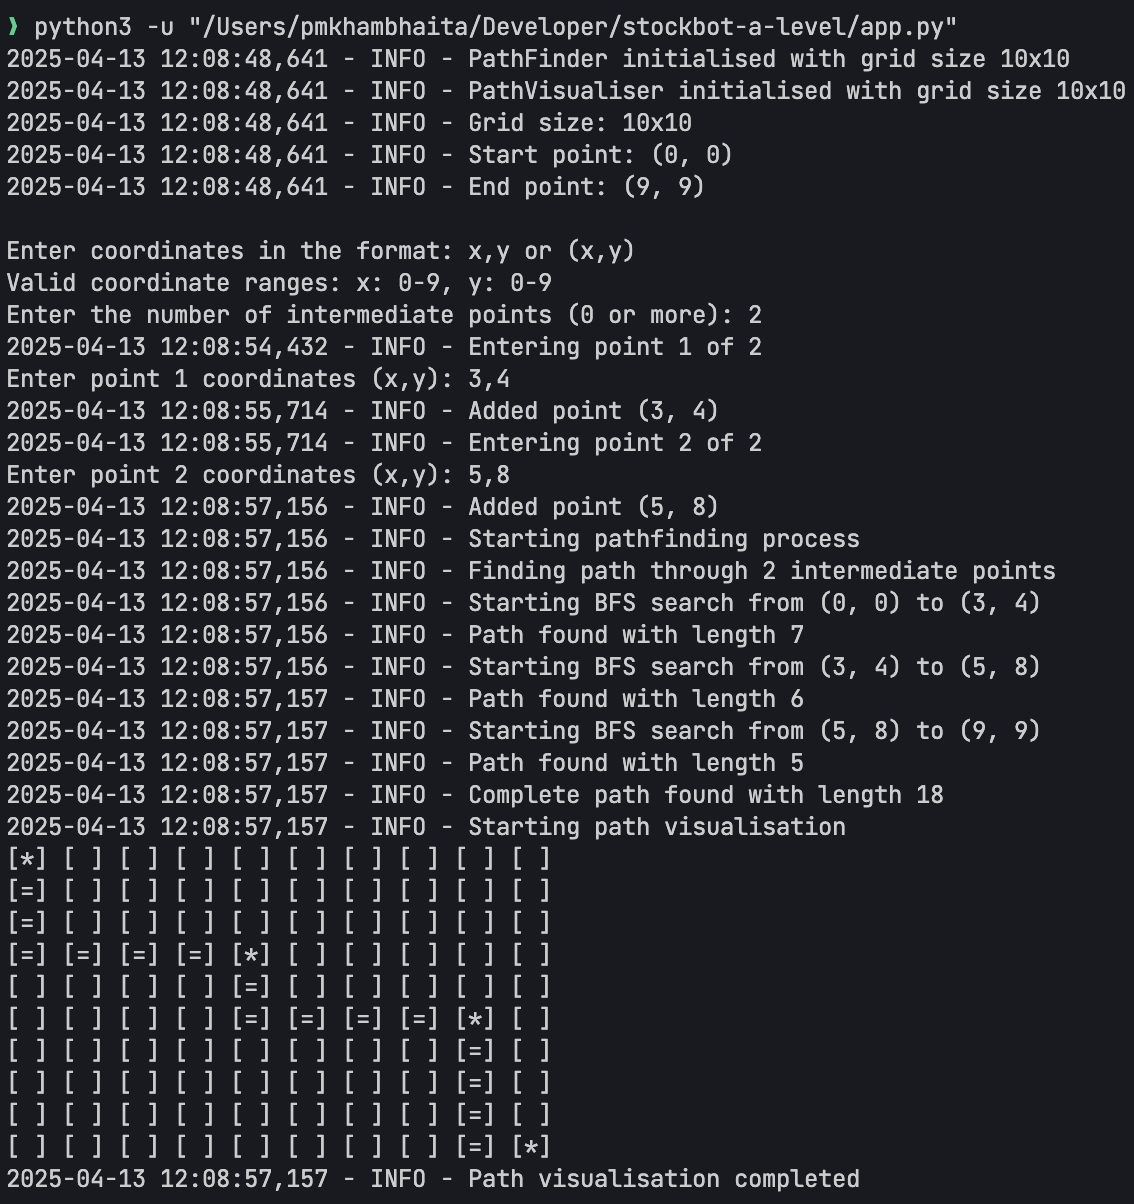 ❱ python3 -u "/Users/pmkhambhaita/Developer/stockbot-a-level/app.py"
2025-04-13 12:08:48,641 - INFO - PathFinder initialised with grid size 10x10
2025-04-13 12:08:48,641 - INFO - PathVisualiser initialised with grid size 10x10
2025-04-13 12:08:48,641 - INFO - Grid size: 10x10
2025-04-13 12:08:48,641 - INFO - Start point: (0, 0)
2025-04-13 12:08:48,641 - INFO - End point: (9, 9)

Enter coordinates in the format: x,y or (x,y)
Valid coordinate ranges: x: 0-9, y: 0-9
Enter the number of intermediate points (0 or more): 2
2025-04-13 12:08:54,432 - INFO - Entering point 1 of 2
Enter point 1 coordinates (x,y): 3,4
2025-04-13 12:08:55,714 - INFO - Added point (3, 4)
2025-04-13 12:08:55,714 - INFO - Entering point 2 of 2
Enter point 2 coordinates (x,y): 5,8
2025-04-13 12:08:57,156 - INFO - Added point (5, 8)
2025-04-13 12:08:57,156 - INFO - Starting pathfinding process
2025-04-13 12:08:57,156 - INFO - Finding path through 2 intermediate points
2025-04-13 12:08:57,156 - INFO - Starting BFS search from (0, 0) to (3, 4)
2025-04-13 12:08:57,156 - INFO - Path found with length 7
2025-04-13 12:08:57,156 - INFO - Starting BFS search from (3, 4) to (5, 8)
2025-04-13 12:08:57,157 - INFO - Path found with length 6
2025-04-13 12:08:57,157 - INFO - Starting BFS search from (5, 8) to (9, 9)
2025-04-13 12:08:57,157 - INFO - Path found with length 5
2025-04-13 12:08:57,157 - INFO - Complete path found with length 18
2025-04-13 12:08:57,157 - INFO - Starting path visualisation
[*] [ ] [ ] [ ] [ ] [ ] [ ] [ ] [ ] [ ]
[=] [ ] [ ] [ ] [ ] [ ] [ ] [ ] [ ] [ ]
[=] [ ] [ ] [ ] [ ] [ ] [ ] [ ] [ ] [ ]
[=] [=] [=] [=] [*] [ ] [ ] [ ] [ ] [ ]
[ ] [ ] [ ] [ ] [=] [ ] [ ] [ ] [ ] [ ]
[ ] [ ] [ ] [ ] [=] [=] [=] [=] [*] [ ]
[ ] [ ] [ ] [ ] [ ] [ ] [ ] [ ] [=] [ ]
[ ] [ ] [ ] [ ] [ ] [ ] [ ] [ ] [=] [ ]
[ ] [ ] [ ] [ ] [ ] [ ] [ ] [ ] [=] [ ]
[ ] [ ] [ ] [ ] [ ] [ ] [ ] [ ] [=] [*]
2025-04-13 12:08:57,157 - INFO - Path visualisation completed